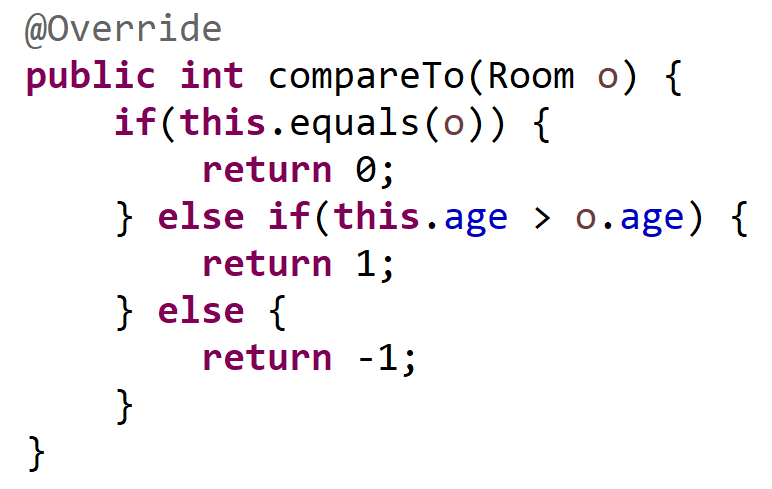 @Override
public int compareTo(Room o) {
    if(this.equals(o)) {
        return 0;
    } else if(this.age > o.age) {
        return 1;
    } else {
        return -1;
    }
}